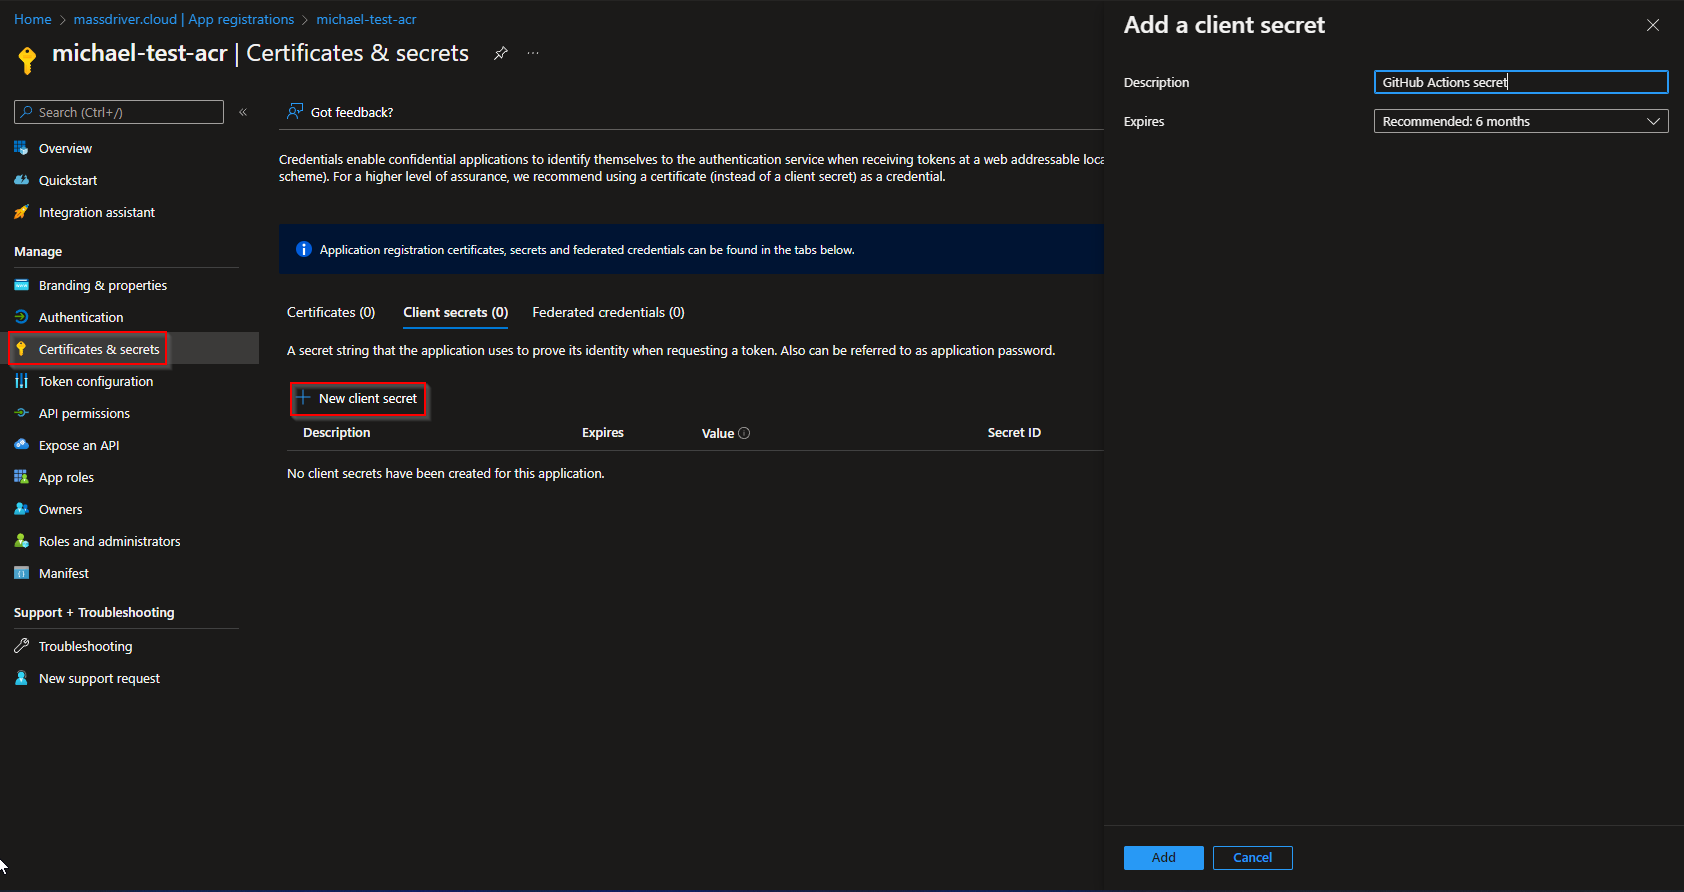 Home > massdriver.cloud | App registrations > michael-test-acr
michael-test-acr | Certificates & secrets
Search (Ctrl+/)
Overview
Quickstart
Integration assistant
Manage
Branding & properties
Authentication
Certificates & secrets
Token configuration
API permissions
Expose an API
App roles
Owners
Roles and administrators
Manifest
Support + Troubleshooting
Troubleshooting
New support request
Got feedback?
Credentials enable confidential applications to identify themselves to the authentication service when receiving tokens at a web addressable loca
scheme). For a higher level of assurance, we recommend using a certificate (instead of a client secret) as a credential.
Application registration certificates, secrets and federated credentials can be found in the tabs below.
Certificates (0) Client secrets (0) Federated credentials (0)
A secret string that the application uses to prove its identity when requesting a token. Also can be referred to as application password.
New client secret
Description Expires Value Secret ID
No client secrets have been created for this application.
Add a client secret
Description GitHub Actions secret
Expires Recommended: 6 months
Add Cancel